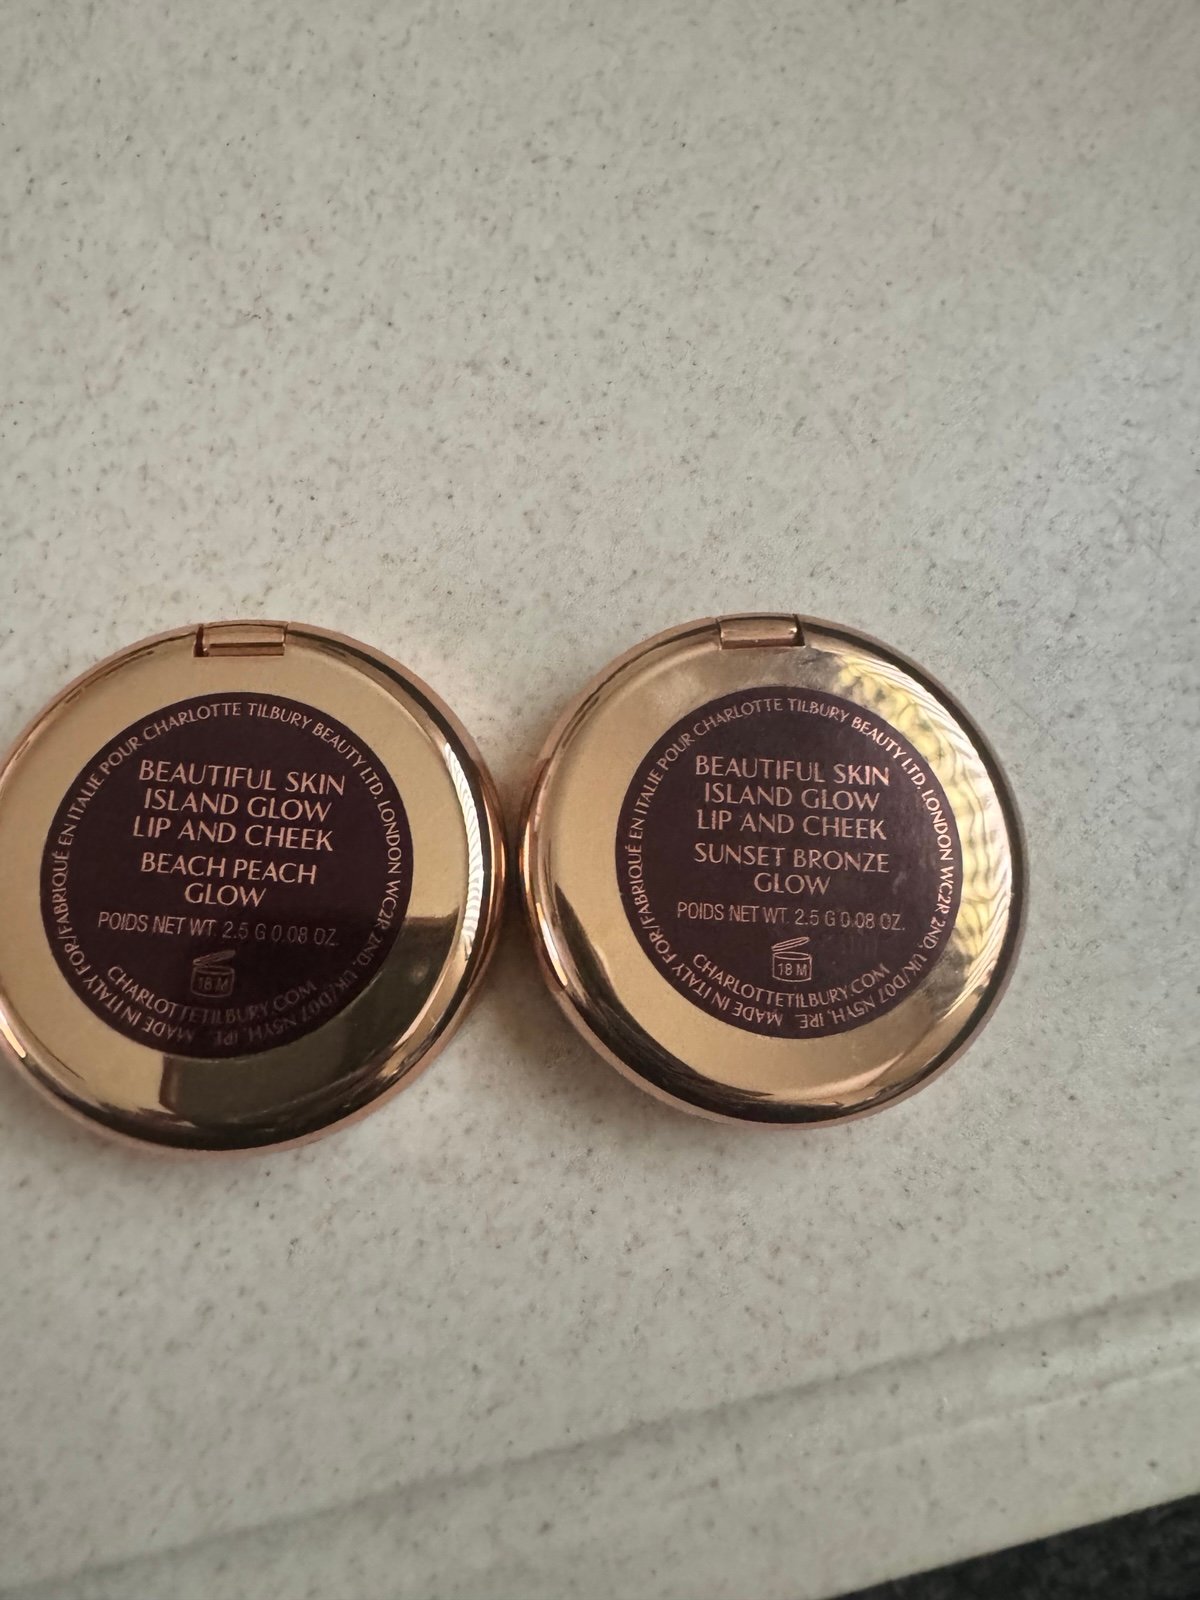 BEAUTIFUL SKIN
ISLAND GLOW
LIP AND CHEEK
BEACH PEACH
GLOW
POIDS NET WT. 2.5 G 0.08 OZ.
18 M
CHARLOTTETILBURY.COM
MADE IN ITALY FOR/FABRIQUÉ EN ITALIE POUR CHARLOTTE TILBURY BEAUTY LTD. LONDON WC2R 2ND, UK/D07 N5YH, IRE.
BEAUTIFUL SKIN
ISLAND GLOW
LIP AND CHEEK
SUNSET BRONZE
GLOW
POIDS NET WT. 2.5 G 0.08 OZ.
18 M
CHARLOTTETILBURY.COM
MADE IN ITALY FOR/FABRIQUÉ EN ITALIE POUR CHARLOTTE TILBURY BEAUTY LTD. LONDON WC2R 2ND, UK/D07 N5YH, IRE.